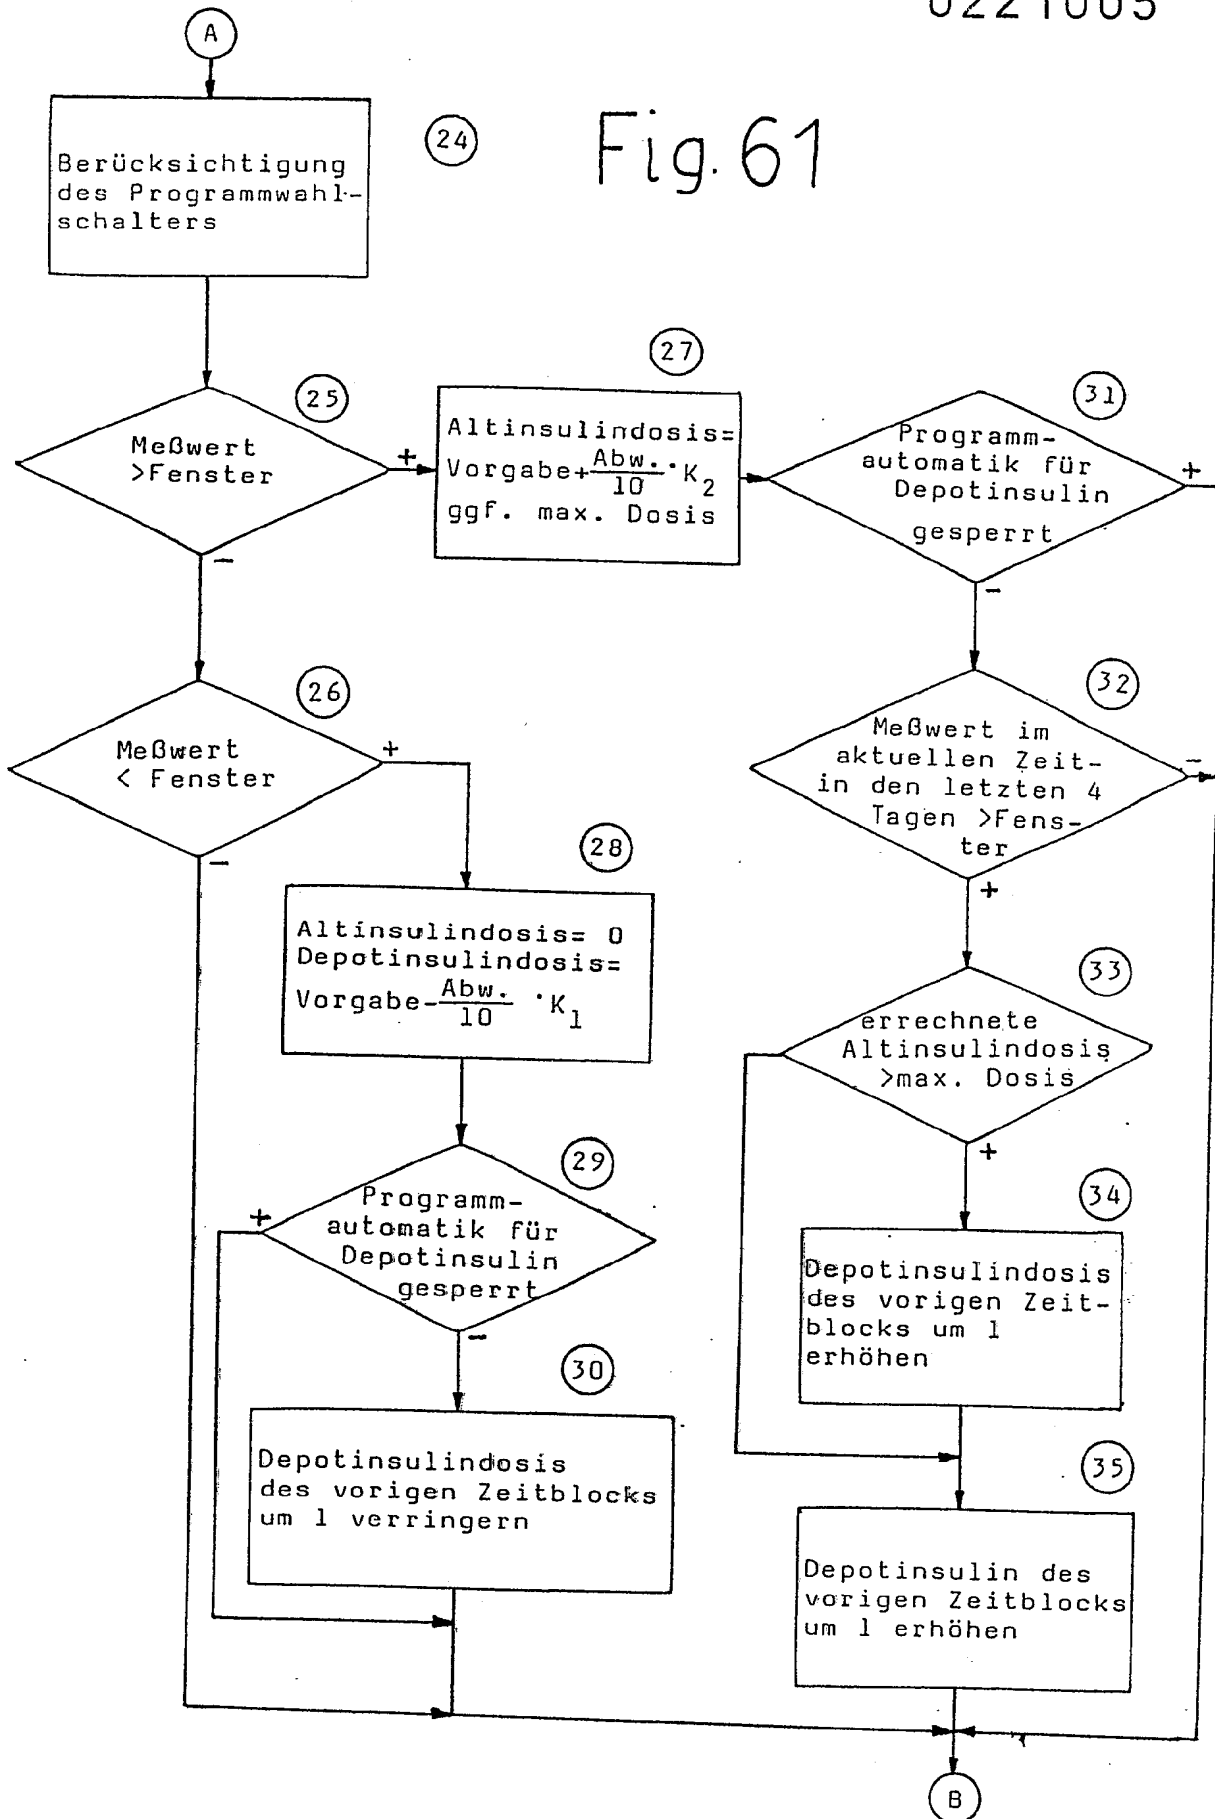 0221005
A
24
Fig. 61
Berücksichtigung
des Programmwahl-
schalters
25
Meßwert
>Fenster
+
-
27
Altinsulindosis=
Vorgabe+Abw./10·K2
ggf. max. Dosis
31
Programm-
automatik für
Depotinsulin
gesperrt
+
-
26
Meßwert
< Fenster
+
-
32
Meßwert im
aktuellen Zeit-
in den letzten 4
Tagen >Fens-
ter
-
+
28
Altinsulindosis= 0
Depotinsulindosis=
Vorgabe-Abw./10 ·K1
33
errechnete
Altinsulindosis
>max. Dosis
+
29
Programm-
automatik für
Depotinsulin
gesperrt
+
-
34
Depotinsulindosis
des vorigen Zeit-
blocks um 1
erhöhen
30
Depotinsulindosis
des vorigen Zeitblocks
um 1 verringern
35
Depotinsulin des
vorigen Zeitblocks
um 1 erhöhen
B